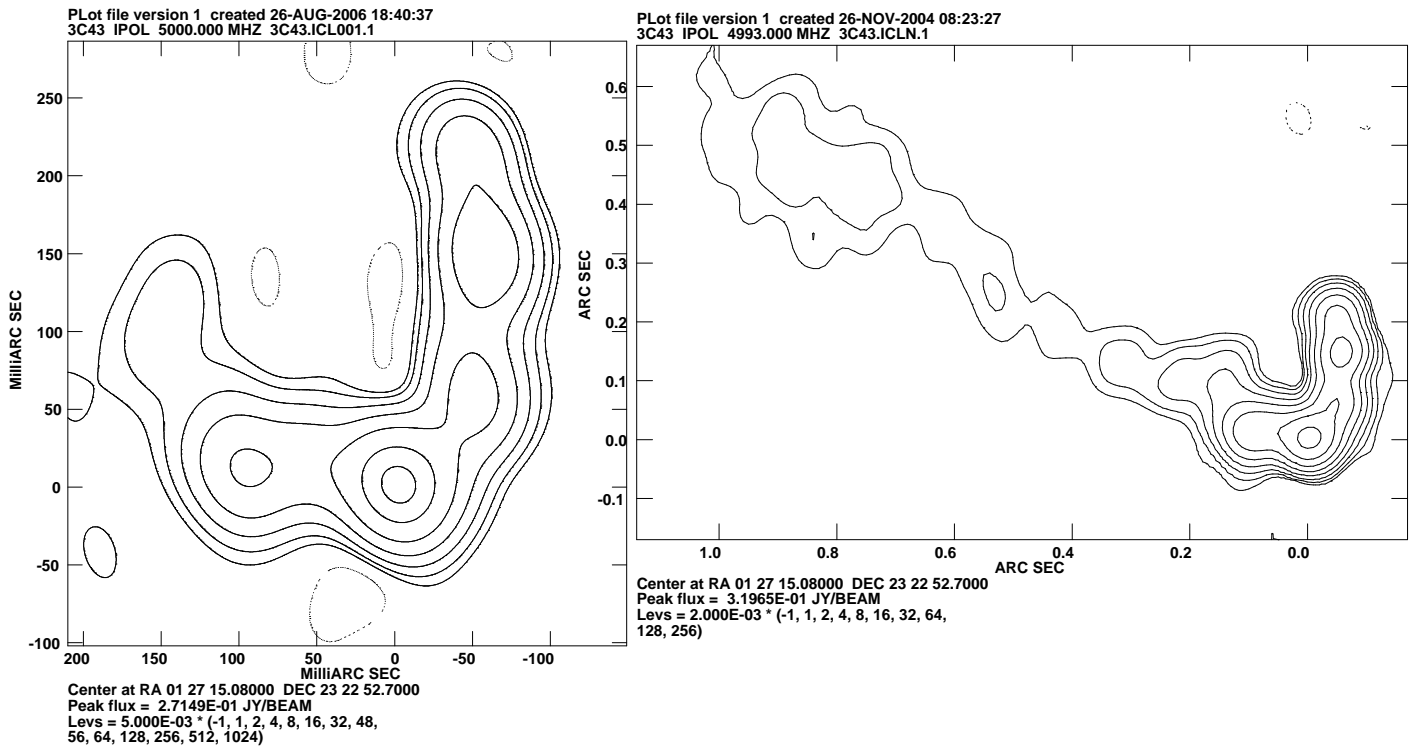 PLot file version 1  created 26-AUG-2006 18:40:37
3C43  IPOL  5000.000 MHZ  3C43.ICL001.1
MilliARC SEC
250
200
150
100
50
0
-50
-100
200 150 100 50 0 -50 -100
MilliARC SEC
Center at RA 01 27 15.08000  DEC 23 22 52.7000
Peak flux =  2.7149E-01 JY/BEAM
Levs = 5.000E-03 * (-1, 1, 2, 4, 8, 16, 32, 48,
56, 64, 128, 256, 512, 1024)
PLot file version 1  created 26-NOV-2004 08:23:27
3C43  IPOL  4993.000 MHZ  3C43.ICLN.1
ARC SEC
0.6
0.5
0.4
0.3
0.2
0.1
0.0
-0.1
1.0 0.8 0.6 0.4 0.2 0.0
ARC SEC
Center at RA 01 27 15.08000  DEC 23 22 52.7000
Peak flux =  3.1965E-01 JY/BEAM
Levs = 2.000E-03 * (-1, 1, 2, 4, 8, 16, 32, 64,
128, 256)